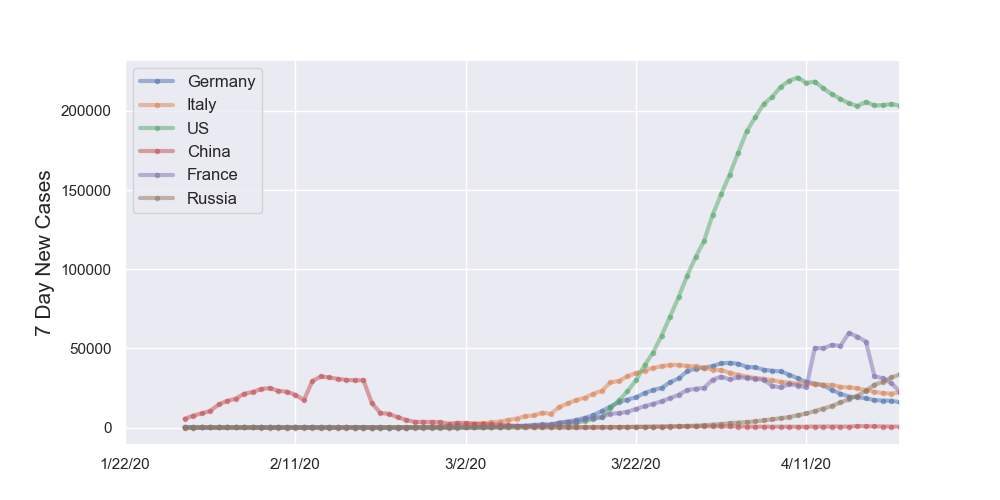 Germany
Italy
US
China
France
Russia
7 Day New Cases
200000
150000
100000
50000
0
1/22/20
2/11/20
3/2/20
3/22/20
4/11/20